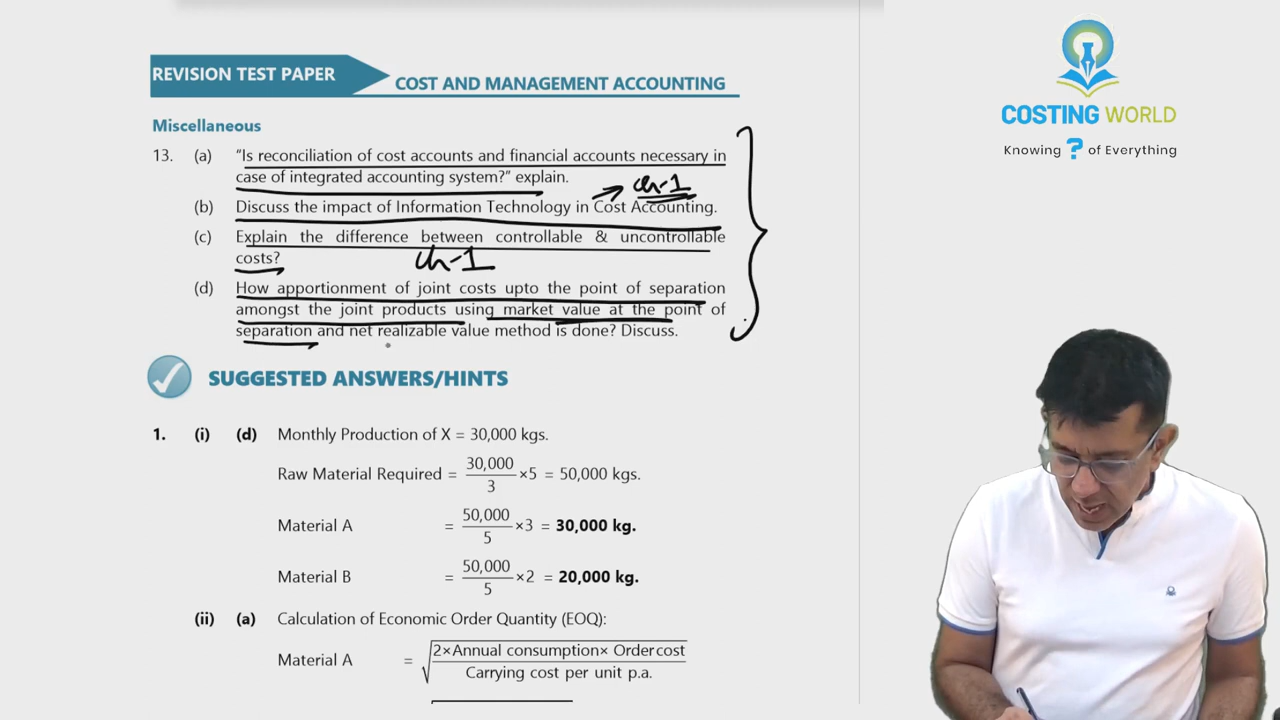 REVISION TEST PAPER
COST AND MANAGEMENT ACCOUNTING
Miscellaneous
13. (a) "Is reconciliation of cost accounts and financial accounts necessary in
case of integrated accounting system?" explain.
ch-1
(b) Discuss the impact of Information Technology in Cost Accounting.
(c) Explain the difference between controllable & uncontrollable
costs?
ch-1
(d) How apportionment of joint costs upto the point of separation
amongst the joint products using market value at the point of
separation and net realizable value method is done? Discuss.
SUGGESTED ANSWERS/HINTS
1. (i) (d) Monthly Production of X = 30,000 kgs.
Raw Material Required = 30,000/3 ×5 = 50,000 kgs.
Material A = 50,000/5 ×3 = 30,000 kg.
Material B = 50,000/5 ×2 = 20,000 kg.
(ii) (a) Calculation of Economic Order Quantity (EOQ):
Material A = √2×Annual consumption× Order cost/Carrying cost per unit p.a.
COSTING WORLD
Knowing ? of Everything